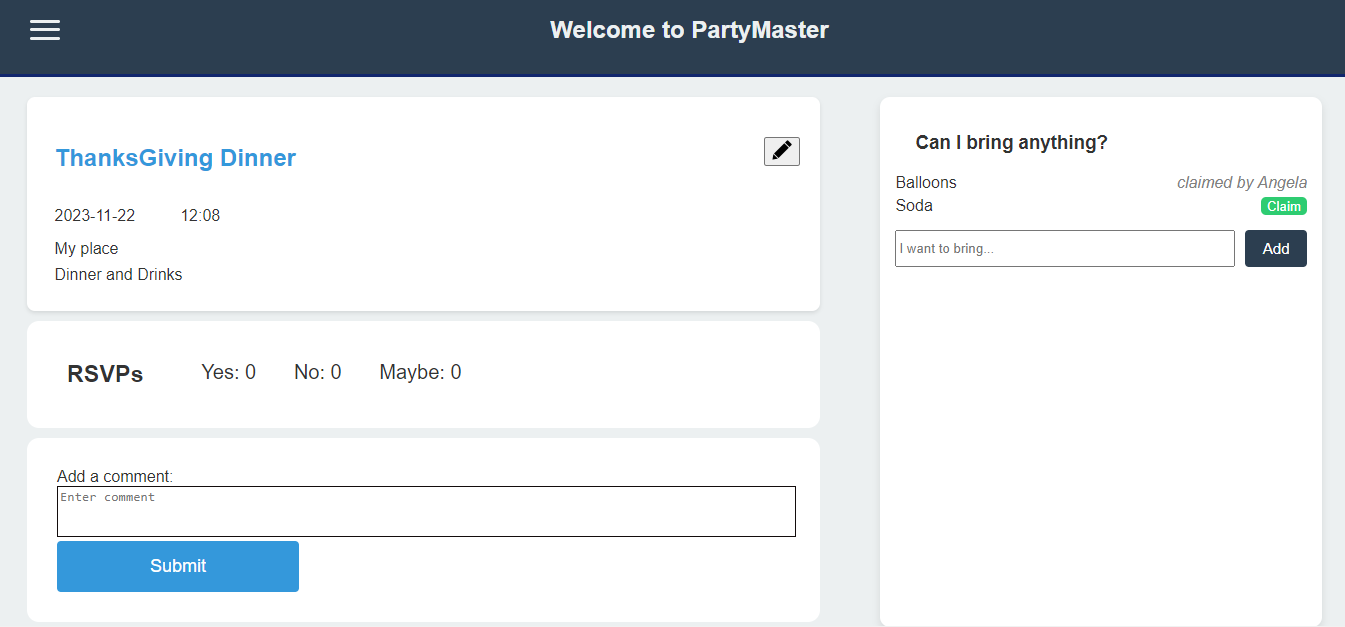 Welcome to PartyMaster
ThanksGiving Dinner
2023-11-22 12:08
My place
Dinner and Drinks
RSVPs Yes: 0 No: 0 Maybe: 0
Add a comment:
Enter comment
Submit
Can I bring anything?
Balloons claimed by Angela
Soda Claim
I want to bring... Add